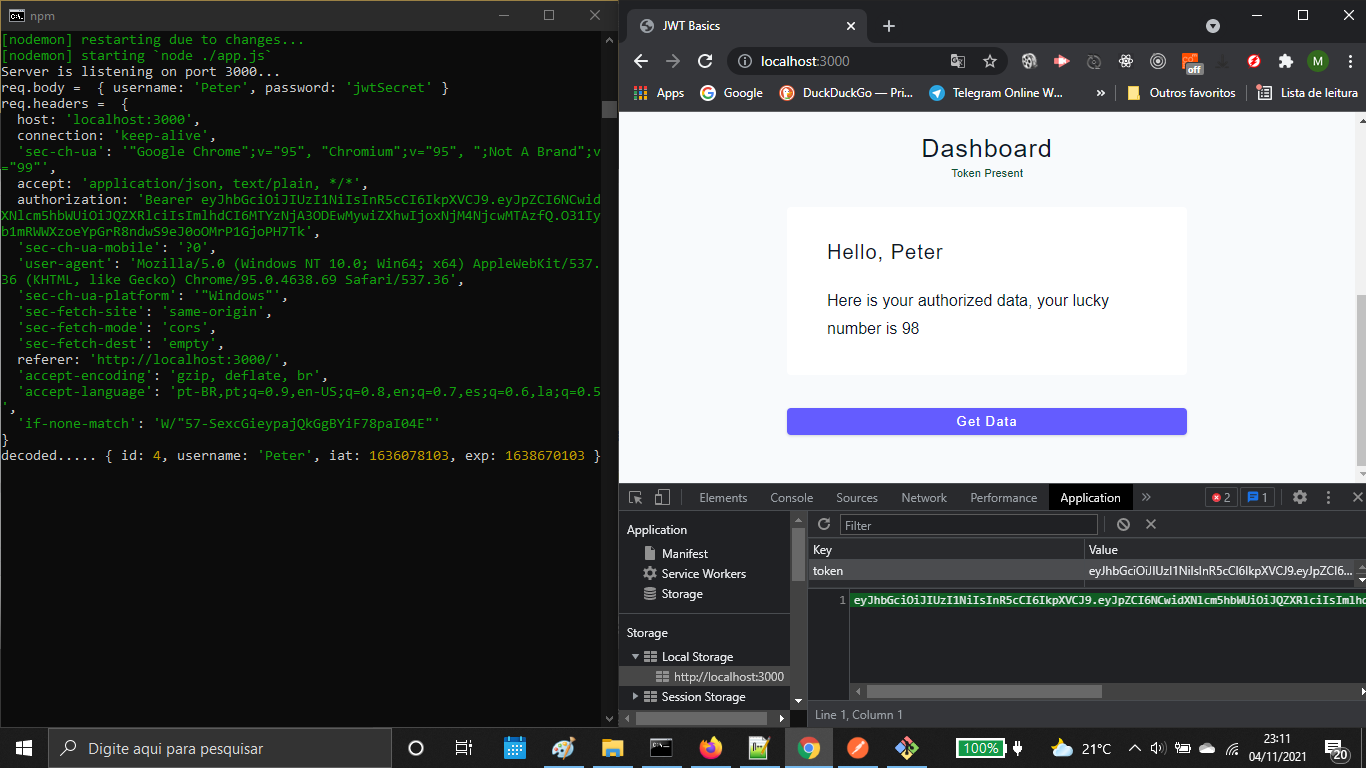 npm
[nodemon] restarting due to changes...
[nodemon] starting `node ./app.js`
Server is listening on port 3000...
req.body =  { username: 'Peter', password: 'jwtSecret' }
req.headers =  {
  host: 'localhost:3000',
  connection: 'keep-alive',
  'sec-ch-ua': '"Google Chrome";v="95", "Chromium";v="95", ";Not A Brand";v
="99"',
  accept: 'application/json, text/plain, */*',
  authorization: 'Bearer eyJhbGciOiJIUzI1NiIsInR5cCI6IkpXVCJ9.eyJpZCI6NCwid
XNlcm5hbWUiOiJQZXRlciIsImlhdCI6MTYzNjA3ODEwMywiZXhwIjoxNjM4NjcwMTAzfQ.O31Iy
b1mRWWXzoeYpGrR8ndwS9eJ0oOMrP1GjoPH7Tk',
  'sec-ch-ua-mobile': '?0',
  'user-agent': 'Mozilla/5.0 (Windows NT 10.0; Win64; x64) AppleWebKit/537.
36 (KHTML, like Gecko) Chrome/95.0.4638.69 Safari/537.36',
  'sec-ch-ua-platform': '"Windows"',
  'sec-fetch-site': 'same-origin',
  'sec-fetch-mode': 'cors',
  'sec-fetch-dest': 'empty',
  referer: 'http://localhost:3000/',
  'accept-encoding': 'gzip, deflate, br',
  'accept-language': 'pt-BR,pt;q=0.9,en-US;q=0.8,en;q=0.7,es;q=0.6,la;q=0.5
',
  'if-none-match': 'W/"57-SexcGieypajQkGgBYiF78paI04E"'
}
decoded..... { id: 4, username: 'Peter', iat: 1636078103, exp: 1638670103 }
JWT Basics
localhost:3000
off
M
Apps Google DuckDuckGo — Pri... Telegram Online W... » Outros favoritos Lista de leitura
Dashboard
Token Present
Hello, Peter
Here is your authorized data, your lucky
number is 98
Get Data
Elements Console Sources Network Performance Application » 2 1
Application
Manifest
Service Workers
Storage
Storage
Local Storage
http://localhost:3000
Session Storage
Filter
Key Value
token eyJhbGciOiJIUzI1NiIsInR5cCI6IkpXVCJ9.eyJpZCI6...
1 eyJhbGciOiJIUzI1NiIsInR5cCI6IkpXVCJ9.eyJpZCI6NCwidXNlcm5hbWUiOiJQZXRlciIsImlhd
Line 1, Column 1
Digite aqui para pesquisar
100%
21°C
23:11
04/11/2021
20